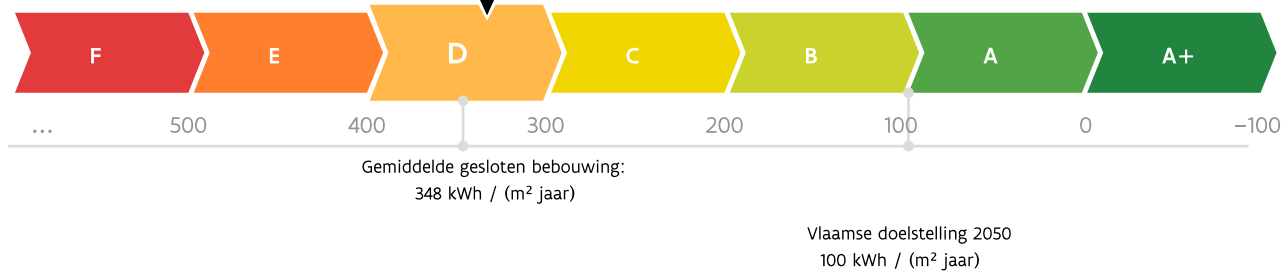 F E D C B A A+
... 500 400 300 200 100 0 −100
Gemiddelde gesloten bebouwing:
348 kWh / (m² jaar)
Vlaamse doelstelling 2050
100 kWh / (m² jaar)